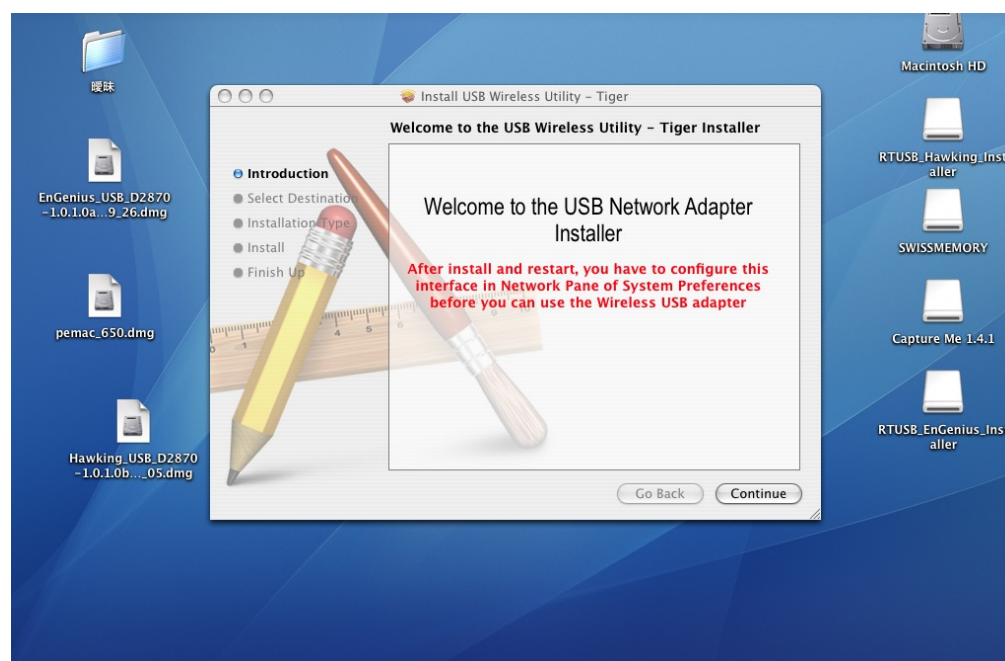 曖昧
EnGenius_USB_D2870
-1.0.1.0a...9_26.dmg
pemac_650.dmg
Hawking_USB_D2870
-1.0.1.0b..._05.dmg
Install USB Wireless Utility – Tiger
Welcome to the USB Wireless Utility – Tiger Installer
Introduction
Select Destination
Installation Type
Install
Finish Up
Welcome to the USB Network Adapter
Installer
After install and restart, you have to configure this
interface in Network Pane of System Preferences
before you can use the Wireless USB adapter
Go Back
Continue
Macintosh HD
RTUSB_Hawking_Inst
aller
SWISSMEMORY
Capture Me 1.4.1
RTUSB_EnGenius_Ins
aller